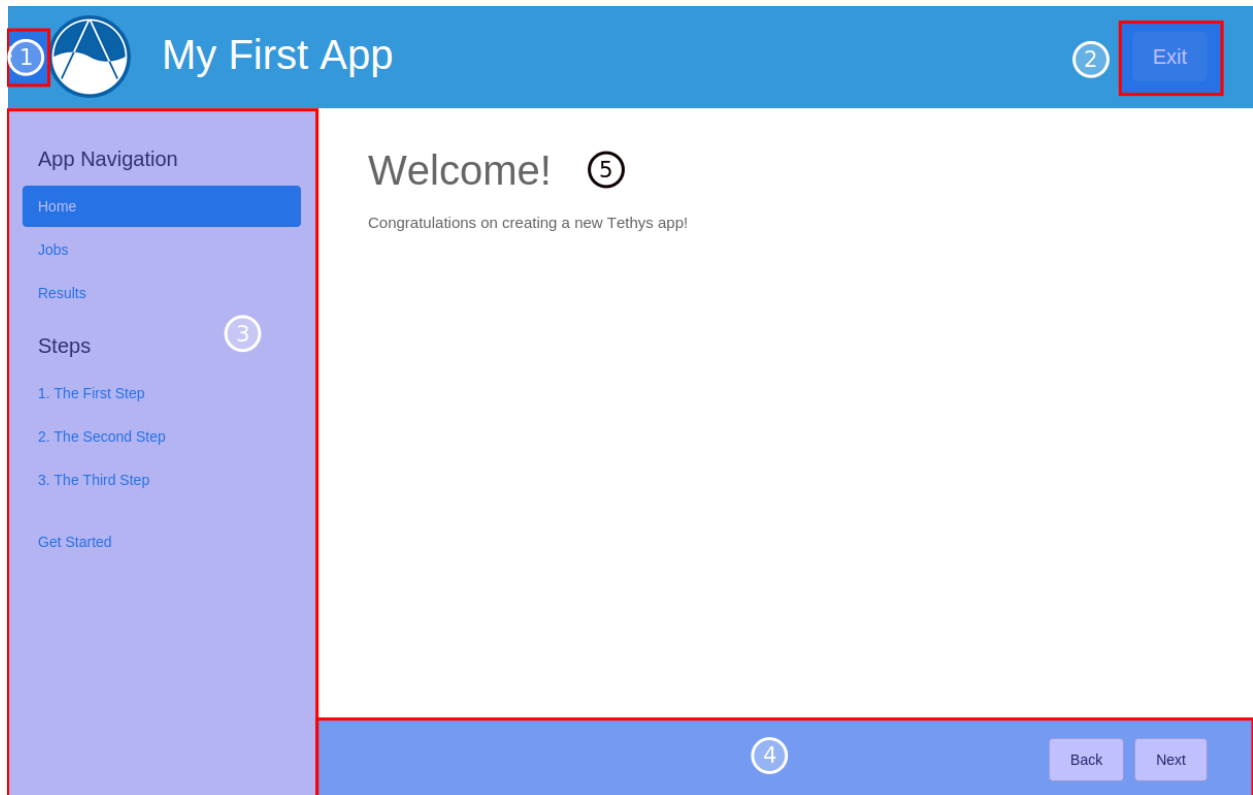 1
My First App
2
Exit
App Navigation
Home
Jobs
Results
3
Steps
1. The First Step
2. The Second Step
3. The Third Step
Get Started
Welcome! 5
Congratulations on creating a new Tethys app!
4
Back
Next